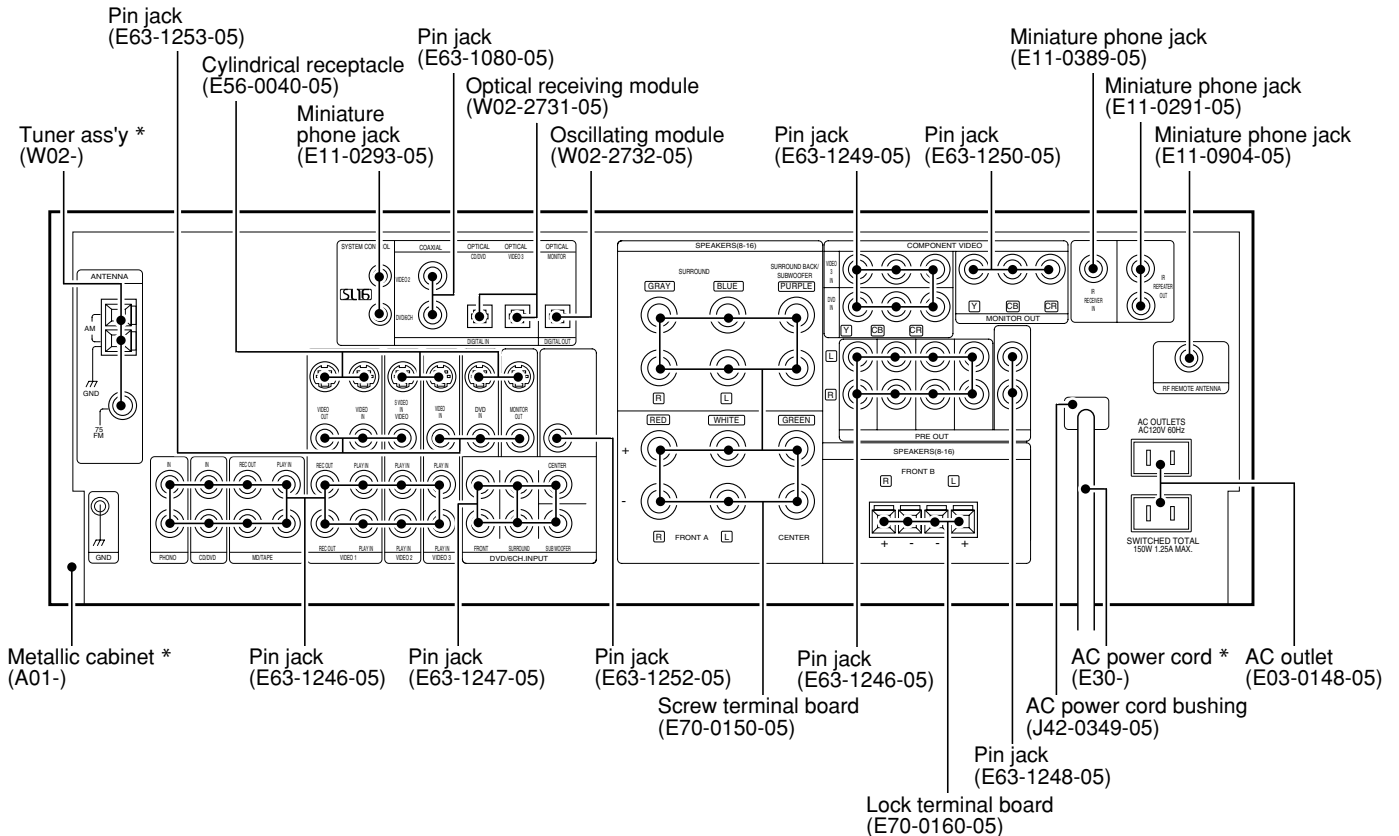 Pin jack
(E63-1253-05)
Cylindrical receptacle
(E56-0040-05)
Miniature
phone jack
(E11-0293-05)
Pin jack
(E63-1080-05)
Optical receiving module
(W02-2731-05)
Oscillating module
(W02-2732-05)
Pin jack
(E63-1249-05)
Pin jack
(E63-1250-05)
Miniature phone jack
(E11-0389-05)
Miniature phone jack
(E11-0291-05)
Miniature phone jack
(E11-0904-05)
Tuner ass'y *
(W02-)
ANTENNA
AM
GND
75
FM
GND
SYSTEM CONTROL
SL16
COAXIAL
VIDEO 2
DVD/6CH
OPTICAL
CD/DVD
OPTICAL
VIDEO 3
OPTICAL
MONITOR
DIGITAL IN
DIGITAL OUT
VIDEO
OUT
VIDEO
IN
S VIDEO
IN
VIDEO
VIDEO
IN
DVD
IN
MONITOR
OUT
IN
IN
REC OUT
PLAY IN
REC OUT
PLAY IN
PLAY IN
PLAY IN
CENTER
PHONO
CD/DVD
MD/TAPE
REC OUT
PLAY IN
VIDEO 1
PLAY IN
VIDEO 2
PLAY IN
VIDEO 3
FRONT
SURROUND
SUB WOOFER
DVD/6CH.INPUT
SPEAKERS(8-16)
SURROUND
SURROUND BACK/
SUBWOOFER
GRAY
BLUE
PURPLE
R
L
RED
WHITE
GREEN
+
-
R
FRONT A
L
CENTER
COMPONENT VIDEO
VIDEO
3
IN
DVD
IN
Y
CB
CR
Y
CB
CR
MONITOR OUT
L
R
PRE OUT
SPEAKERS(8-16)
FRONT B
R
L
+ - - +
IR
RECEIVER
IN
IR
REPEATER
OUT
RF REMOTE ANTENNA
AC OUTLETS
AC120V 60Hz
SWITCHED TOTAL
150W 1.25A MAX.
Metallic cabinet *
(A01-)
Pin jack
(E63-1246-05)
Pin jack
(E63-1247-05)
Pin jack
(E63-1252-05)
Screw terminal board
(E70-0150-05)
Pin jack
(E63-1246-05)
Lock terminal board
(E70-0160-05)
Pin jack
(E63-1248-05)
AC power cord bushing
(J42-0349-05)
AC power cord *
(E30-)
AC outlet
(E03-0148-05)